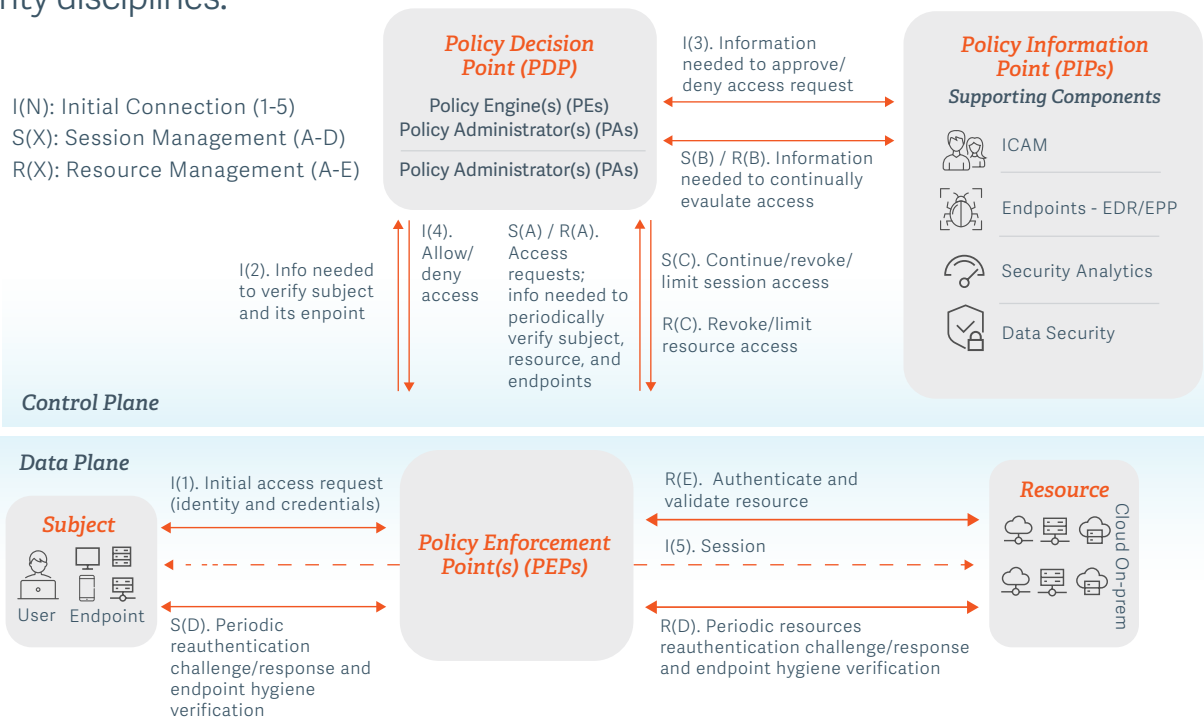 nty disciplines.
I(N): Initial Connection (1-5)
S(X): Session Management (A-D)
R(X): Resource Management (A-E)
Policy Decision
Point (PDP)
Policy Engine(s) (PEs)
Policy Administrator(s) (PAs)
Policy Administrator(s) (PAs)
I(3). Information
needed to approve/
deny access request
S(B) / R(B). Information
needed to continually
evaulate access
Policy Information
Point (PIPs)
Supporting Components
ICAM
Endpoints - EDR/EPP
Security Analytics
Data Security
I(2). Info needed
to verify subject
and its enpoint
I(4).
Allow/
deny
access
S(A) / R(A).
Access
requests;
info needed to
periodically
verify subject,
resource, and
endpoints
S(C). Continue/revoke/
limit session access
R(C). Revoke/limit
resource access
Control Plane
Data Plane
Subject
User
Endpoint
I(1). Initial access request
(identity and credentials)
S(D). Periodic
reauthentication
challenge/response and
endpoint hygiene
verification
Policy Enforcement
Point(s) (PEPs)
R(E). Authenticate and
validate resource
I(5). Session
R(D). Periodic resources
reauthentication challenge/response
and endpoint hygiene verification
Resource
Cloud On-prem